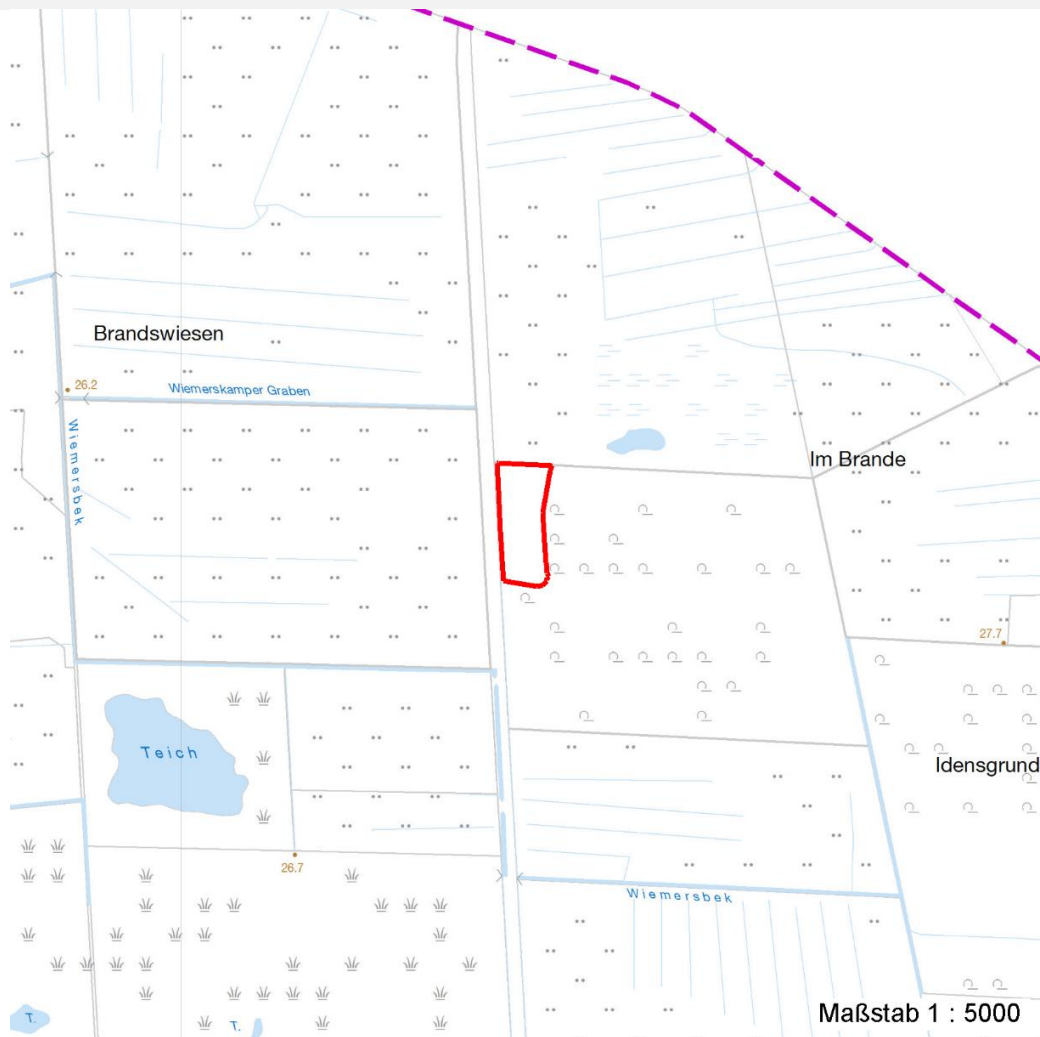 Brandswiesen
26.2
Wiemerskamper Graben
Wiemersbek
Im Brande
27.7
Teich
Idensgrund
26.7
Wiemersbek
T.
T.
Maßstab 1 : 5000